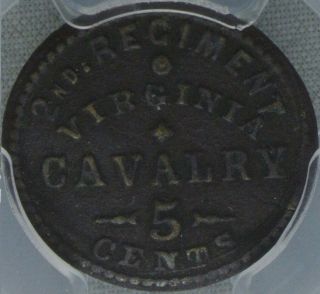 2ND: REGIMENT
VIRGINIA
CAVALRY
5
CENTS